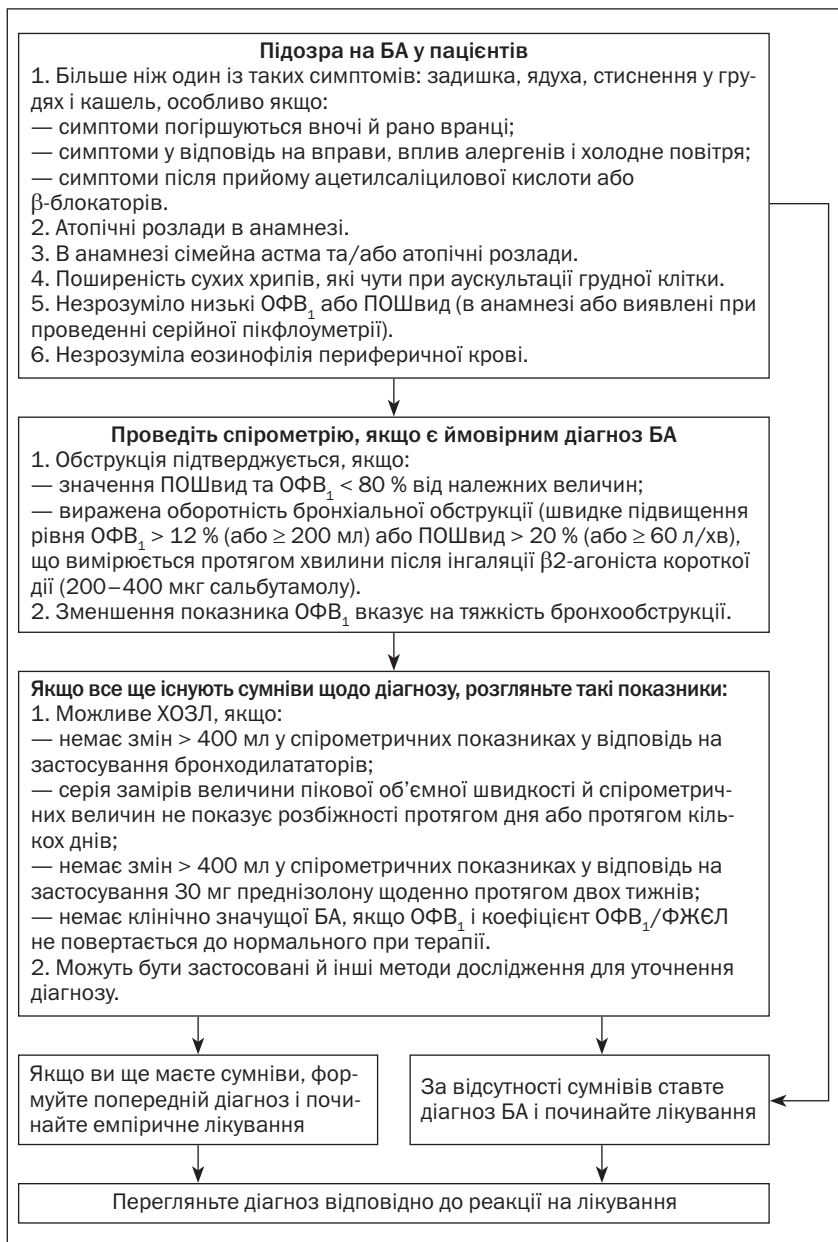 Підозра на БА у пацієнтів
1. Більше ніж один із таких симптомів: задишка, ядуха, стиснення у гру-
дях і кашель, особливо якщо:
— симптоми погіршуються вночі й рано вранці;
— симптоми у відповідь на вправи, вплив алергенів і холодне повітря;
— симптоми після прийому ацетилсаліцилової кислоти або
β-блокаторів.
2. Атопічні розлади в анамнезі.
3. В анамнезі сімейна астма та/або атопічні розлади.
4. Поширеність сухих хрипів, які чути при аускультації грудної клітки.
5. Незрозуміло низькі ОФВ₁ або ПОШвид (в анамнезі або виявлені при
проведенні серійної пікфлоуметрії).
6. Незрозуміла еозинофілія периферичної крові.
Проведіть спірометрію, якщо є ймовірним діагноз БА
1. Обструкція підтверджується, якщо:
— значення ПОШвид та ОФВ₁ < 80 % від належних величин;
— виражена оборотність бронхіальної обструкції (швидке підвищення
рівня ОФВ₁ > 12 % (або ≥ 200 мл) або ПОШвид > 20 % (або ≥ 60 л/хв),
що вимірюється протягом хвилини після інгаляції β2-агоніста короткої
дії (200–400 мкг сальбутамолу).
2. Зменшення показника ОФВ₁ вказує на тяжкість бронхообструкції.
Якщо все ще існують сумніви щодо діагнозу, розгляньте такі показники:
1. Можливе ХОЗЛ, якщо:
— немає змін > 400 мл у спірометричних показниках у відповідь на
застосування бронходилататорів;
— серія замірів величини пікової об’ємної швидкості й спірометрич-
них величин не показує розбіжності протягом дня або протягом кіль-
кох днів;
— немає змін > 400 мл у спірометричних показниках у відповідь на
застосування 30 мг преднізолону щоденно протягом двох тижнів;
— немає клінічно значущої БА, якщо ОФВ₁ і коефіцієнт ОФВ₁/ФЖЄЛ
не повертається до нормального при терапії.
2. Можуть бути застосовані й інші методи дослідження для уточнення
діагнозу.
Якщо ви ще маєте сумніви, фор-
муйте попередній діагноз і почи-
найте емпіричне лікування
За відсутності сумнівів ставте
діагноз БА і починайте лікування
Перегляньте діагноз відповідно до реакції на лікування